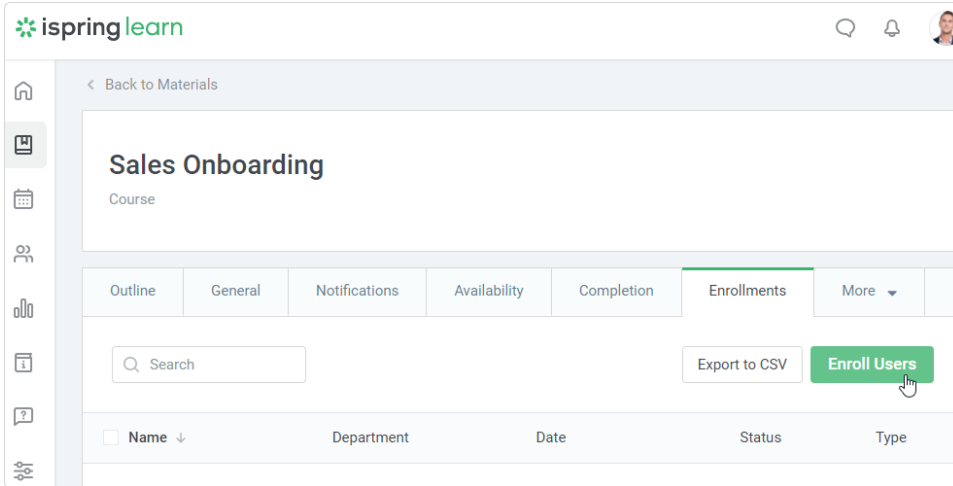 ispring learn
Back to Materials
Sales Onboarding
Course
Outline General Notifications Availability Completion Enrollments More
Search Export to CSV Enroll Users
Name Department Date Status Type